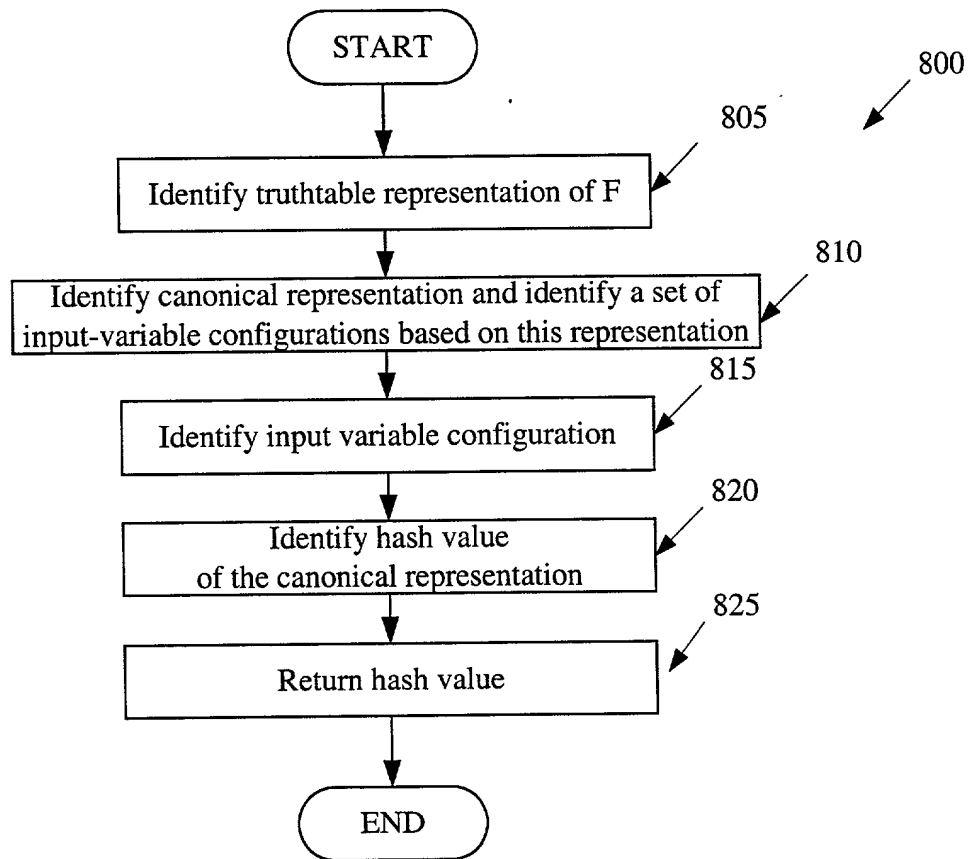 START
800
805
Identify truthtable representation of F
810
Identify canonical representation and identify a set of
input-variable configurations based on this representation
815
Identify input variable configuration
820
Identify hash value
of the canonical representation
825
Return hash value
END